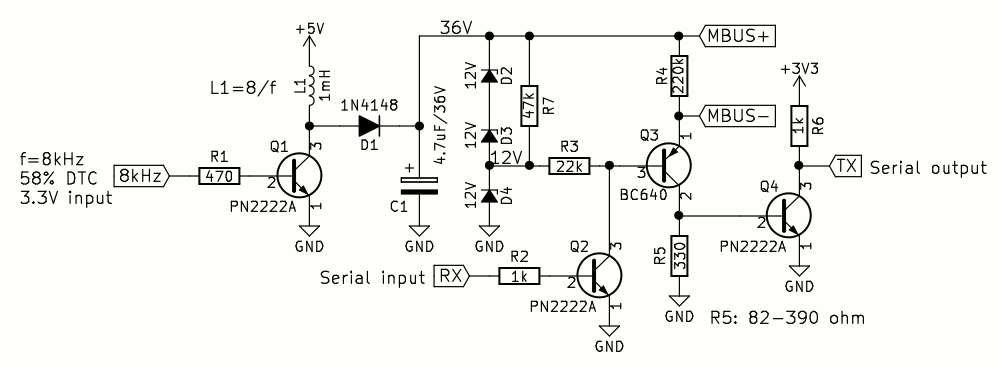 +5V
36V
MBUS+
L1=8/f
L1
1mH
12V
D2
R4
220k
+3V3
1N4148
D1
4.7uF/36V
47k
R7
MBUS-
1k
R6
f=8kHz
58% DTC
3.3V input
8kHz
R1
470
Q1
3
2
1
PN2222A
GND
+
C1
GND
12V
D3
12V
12V
D4
GND
R3
22k
Q3
1
3
2
BC640
TX
Serial output
Q4
3
2
1
PN2222A
GND
Serial input
RX
R2
1k
Q2
3
2
1
PN2222A
GND
R5
330
GND
R5: 82-390 ohm